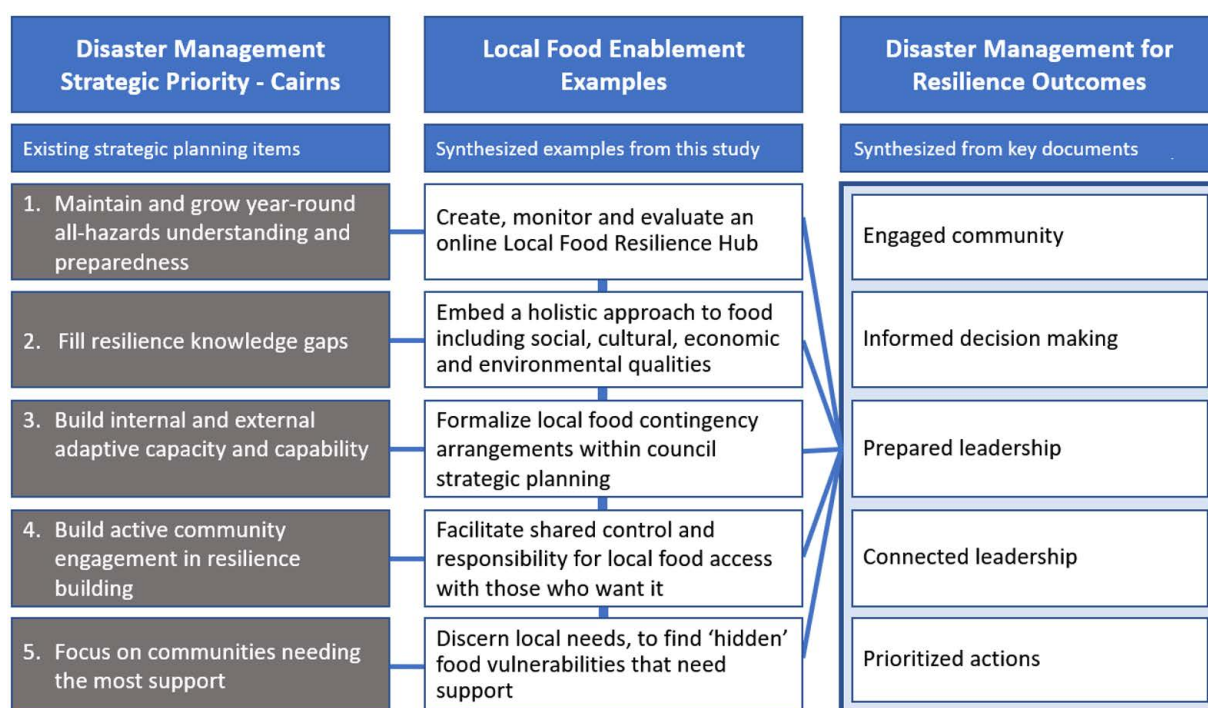 Disaster Management
Strategic Priority - Cairns
Local Food Enablement
Examples
Disaster Management for
Resilience Outcomes
Existing strategic planning items
Synthesized examples from this study
Synthesized from key documents
1. Maintain and grow year-round
all-hazards understanding and
preparedness
Create, monitor and evaluate an
online Local Food Resilience Hub
Engaged community
2. Fill resilience knowledge gaps
Embed a holistic approach to food
including social, cultural, economic
and environmental qualities
Informed decision making
3. Build internal and external
adaptive capacity and capability
Formalize local food contingency
arrangements within council
strategic planning
Prepared leadership
4. Build active community
engagement in resilience
building
Facilitate shared control and
responsibility for local food access
with those who want it
Connected leadership
5. Focus on communities needing
the most support
Discern local needs, to find ‘hidden’
food vulnerabilities that need
support
Prioritized actions